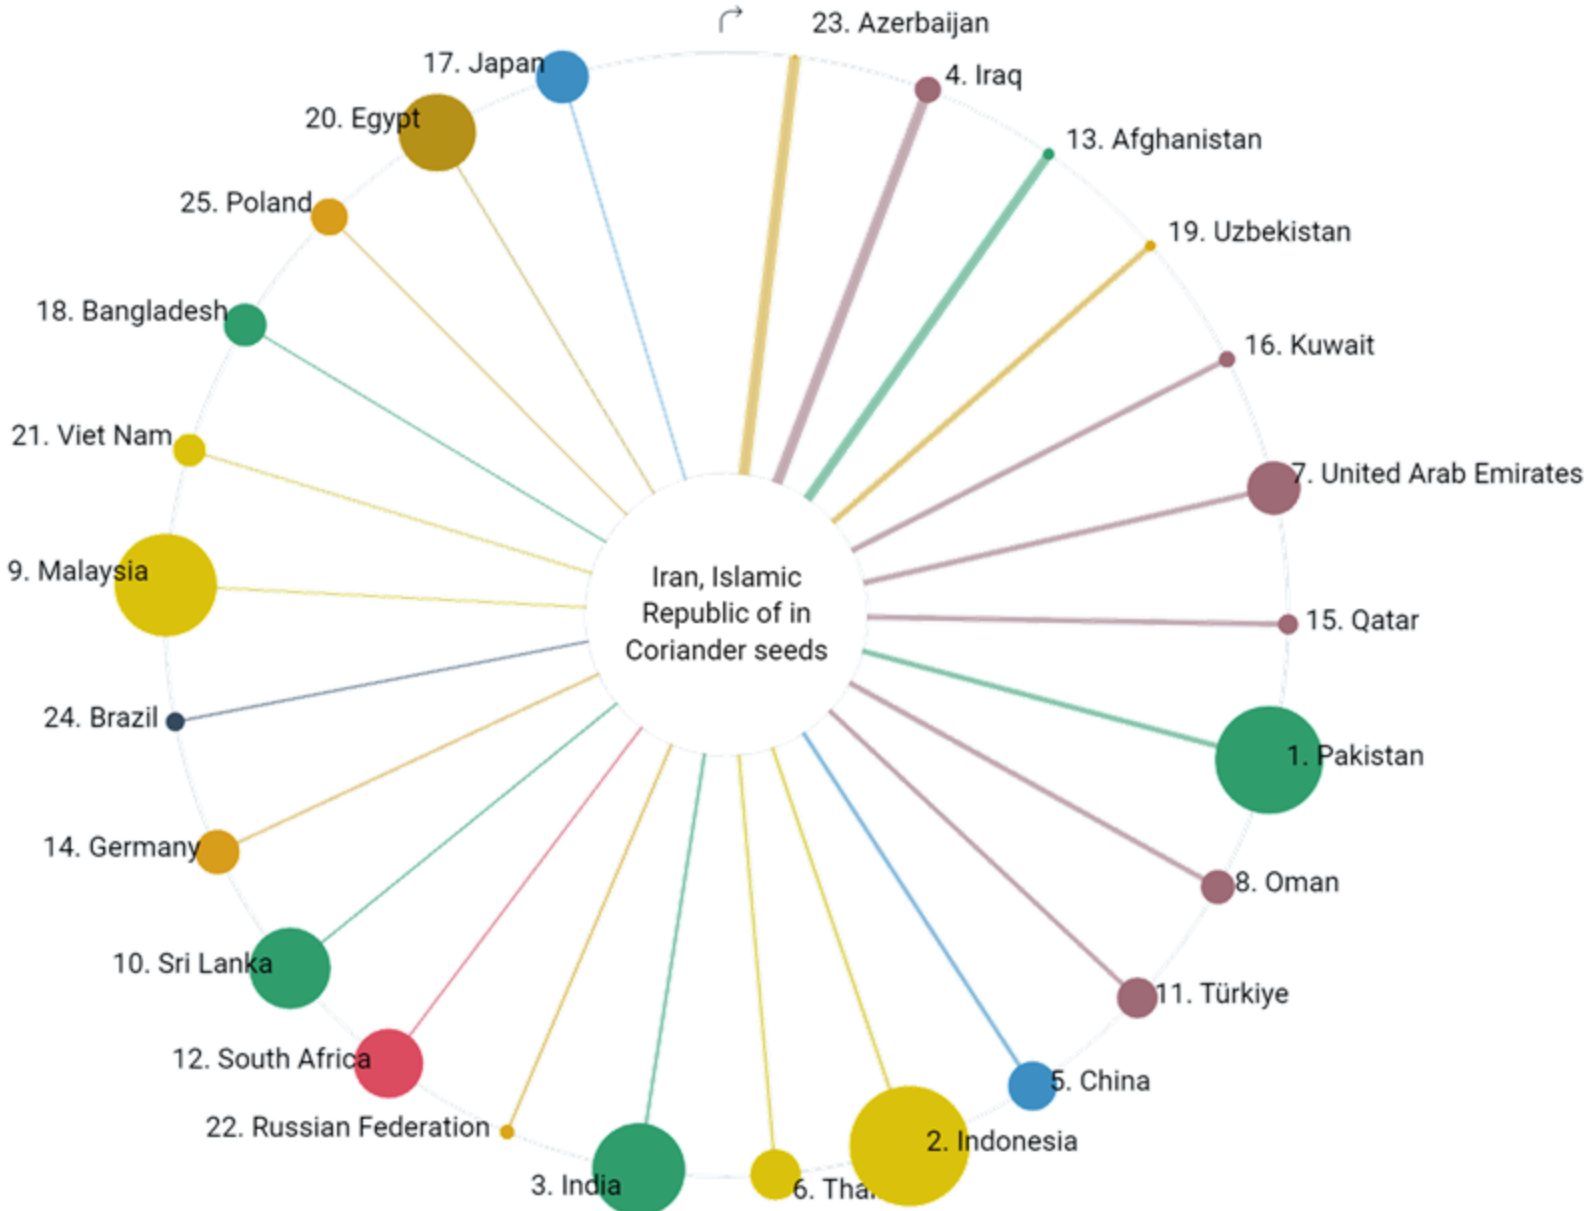 23. Azerbaijan
17. Japan
4. Iraq
20. Egypt
13. Afghanistan
25. Poland
19. Uzbekistan
18. Bangladesh
16. Kuwait
21. Viet Nam
7. United Arab Emirates
9. Malaysia
Iran, Islamic
Republic of in
Coriander seeds
15. Qatar
24. Brazil
1. Pakistan
14. Germany
8. Oman
10. Sri Lanka
11. Türkiye
12. South Africa
5. China
22. Russian Federation
2. Indonesia
3. India
6.